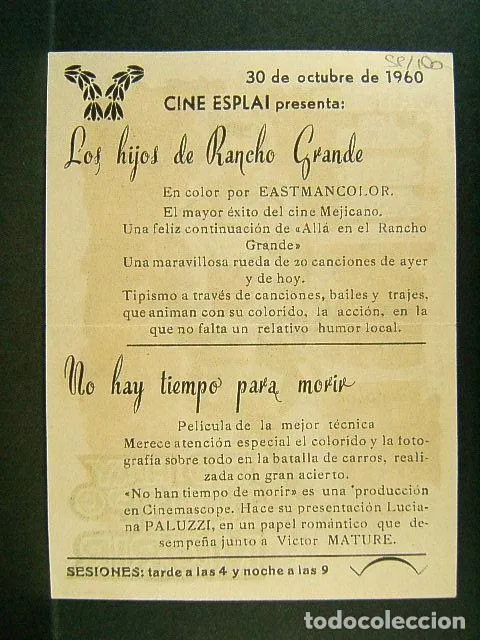 SP/100
30 de octubre de 1960
CINE ESPLAI presenta:
Los hijos de Rancho Grande
En color por EASTMANCOLOR.
El mayor éxito del cine Mejicano.
Una feliz continuación de «Allá en el Rancho
Grande»
Una maravillosa rueda de 20 canciones de ayer
y de hoy.
Tipismo a través de canciones, bailes y trajes,
que animan con su colorido, la acción, en la
que no falta un relativo humor local.
No hay tiempo para morir
Película de la mejor técnica
Merece atención especial el colorido y la foto-
grafía sobre todo en la batalla de carros, reali-
zada con gran acierto.
«No han tiempo de morir» es una producción
en Cinemascope. Hace su presentación Lucia-
na PALUZZI, en un papel romántico que de-
sempeña junto a Victor MATURE.
SESIONES: tarde a las 4 y noche a las 9
todocoleccion